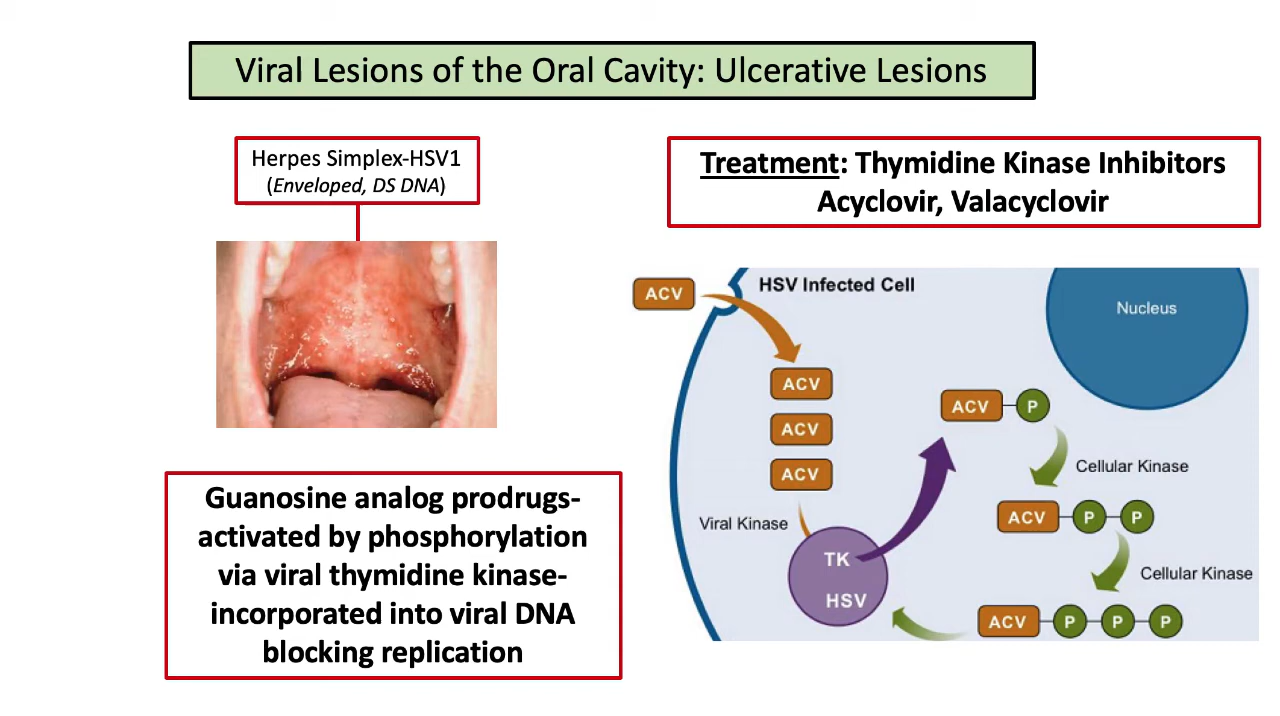 Viral Lesions of the Oral Cavity: Ulcerative Lesions
Herpes Simplex-HSV1
(Enveloped, DS DNA)
Treatment: Thymidine Kinase Inhibitors
Acyclovir, Valacyclovir
Guanosine analog prodrugs-
activated by phosphorylation
via viral thymidine kinase-
incorporated into viral DNA
blocking replication
HSV Infected Cell
Nucleus
ACV
ACV
ACV
ACV
Viral Kinase
TK
HSV
ACV P
Cellular Kinase
ACV P P
Cellular Kinase
ACV P P P